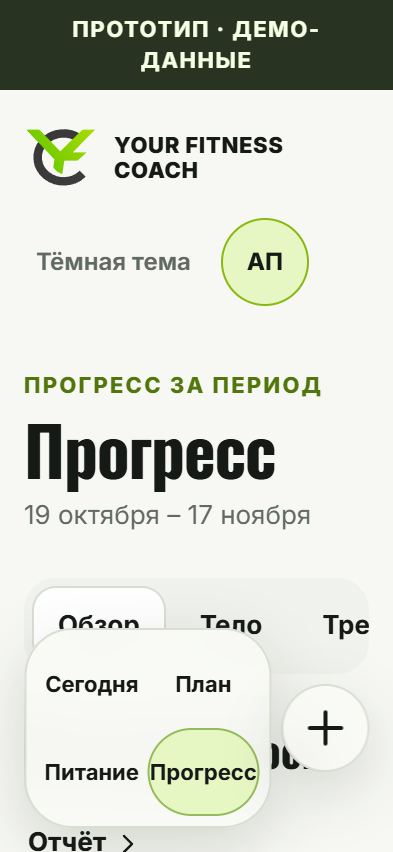 ПРОТОТИП · ДЕМО-
ДАННЫЕ
YOUR FITNESS
COACH
Тёмная тема
АП
ПРОГРЕСС ЗА ПЕРИОД
Прогресс
19 октября – 17 ноября
Обзор
Тело
Тре
Сегодня
План
Питание
Прогресс
Отчёт